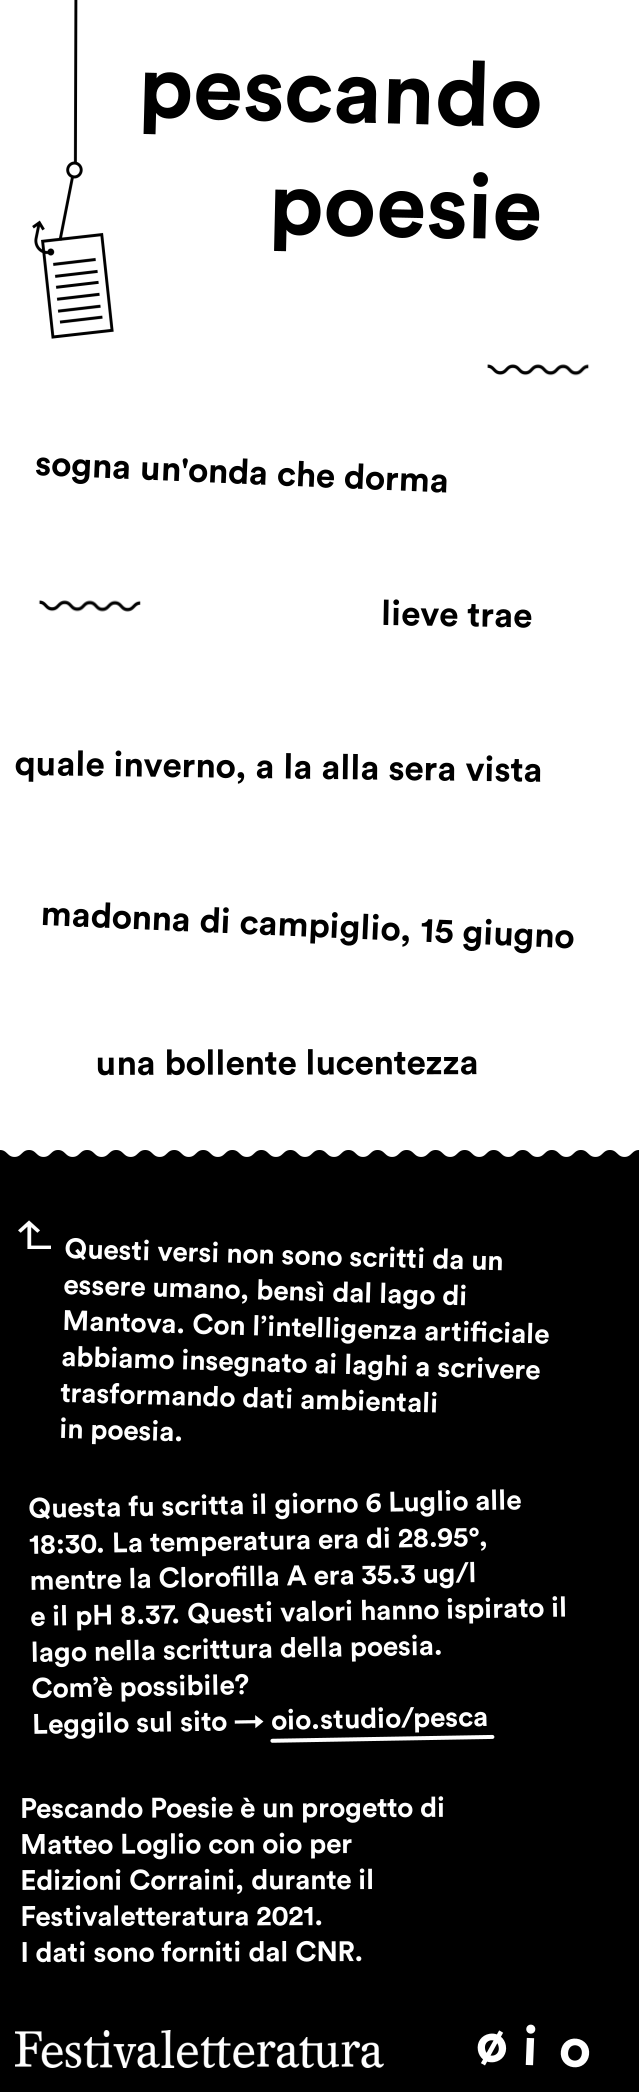 pescando
poesie
sogna un'onda che dorma
lieve trae
quale inverno, a la alla sera vista
madonna di campiglio, 15 giugno
una bollente lucentezza
Questi versi non sono scritti da un
essere umano, bensì dal lago di
Mantova. Con l’intelligenza artificiale
abbiamo insegnato ai laghi a scrivere
trasformando dati ambientali
in poesia.
Questa fu scritta il giorno 6 Luglio alle
18:30. La temperatura era di 28.95°,
mentre la Clorofilla A era 35.3 ug/l
e il pH 8.37. Questi valori hanno ispirato il
lago nella scrittura della poesia.
Com’è possibile?
Leggilo sul sito → oio.studio/pesca
Pescando Poesie è un progetto di
Matteo Loglio con oio per
Edizioni Corraini, durante il
Festivaletteratura 2021.
I dati sono forniti dal CNR.
Festivaletteratura ø i o